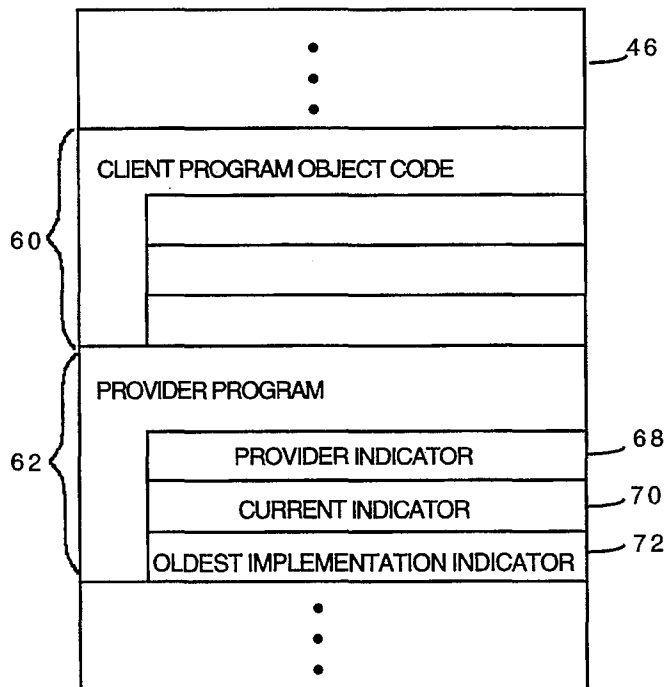 46
CLIENT PROGRAM OBJECT CODE
60
PROVIDER PROGRAM
62
PROVIDER INDICATOR
68
CURRENT INDICATOR
70
OLDEST IMPLEMENTATION INDICATOR
72